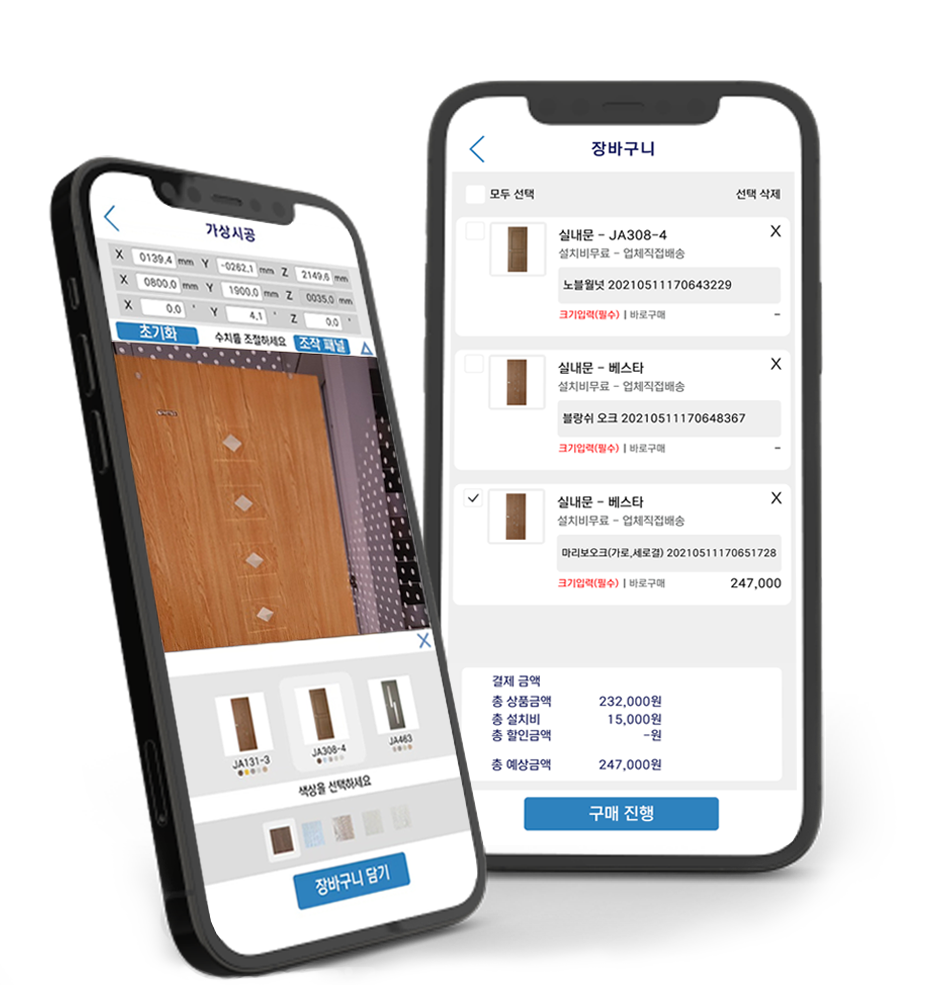 가상시공
X 0139,4 mm Y -0262,1 mm Z 2149,6 mm
X 0800,0 mm Y 1900,0 mm Z 0035,0 mm
X 0,0 ° Y 4,1 ° Z 0,0 °
초기화 수치를 조절하세요 조작 패널
X
JA131-3 JA308-4 JA463
색상을 선택하세요
장바구니 담기
장바구니
모두 선택 선택 삭제
실내문 - JA308-4 X
설치비무료 - 업체직접배송
노블월넛 20210511170643229
크기입력(필수) | 바로구매 -
실내문 - 베스타 X
설치비무료 - 업체직접배송
블랑쉬 오크 20210511170648367
크기입력(필수) | 바로구매 -
실내문 - 베스타 X
설치비무료 - 업체직접배송
마리보오크(가로,세로결) 20210511170651728
크기입력(필수) | 바로구매 247,000
결제 금액
총 상품금액 232,000원
총 설치비 15,000원
총 할인금액 -원
총 예상금액 247,000원
구매 진행